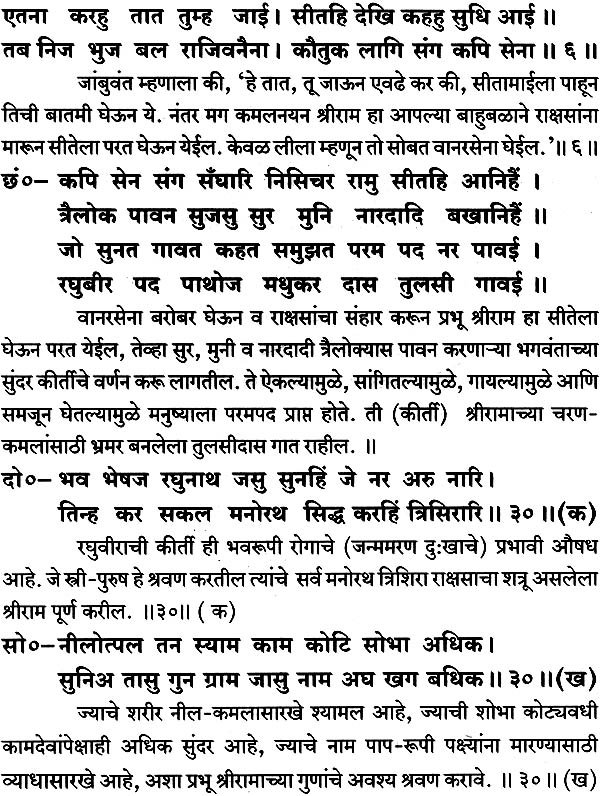 एतना करहु तात तुम्ह जाई। सीतहि देखि कहहु सुधि आई॥
तब निज भुज बल राजिवनैना। कौतुक लागि संग कपि सेना॥ ६॥
जांबुवंत म्हणाला की, ‘हे तात, तू जाऊन एवढे कर की, सीतामाईला पाहून
तिची बातमी घेऊन ये. नंतर मग कमलनयन श्रीराम हा आपल्या बाहुबळाने राक्षसांना
मारून सीतेला परत घेऊन येईल. केवळ लीला म्हणून तो सोबत वानरसेना घेईल.’॥ ६॥
छं०– कपि सेन संग सँघारि निसिचर रामु सीतहि आनिहैं ।
त्रैलोक पावन सुजसु सुर मुनि नारदादि बखानिहैं ॥
जो सुनत गावत कहत समुझत परम पद नर पावई ।
रघुबीर पद पाथोज मधुकर दास तुलसी गावई ॥
वानरसेना बरोबर घेऊन व राक्षसांचा संहार करून प्रभू श्रीराम हा सीतेला
घेऊन परत येईल, तेव्हा सुर, मुनी व नारदादी त्रैलोक्यास पावन करणाऱ्या भगवंताच्या
सुंदर कीर्तीचे वर्णन करू लागतील. ते ऐकल्यामुळे, सांगितल्यामुळे, गायल्यामुळे आणि
समजून घेतल्यामुळे मनुष्याला परमपद प्राप्त होते. ती (कीर्ती) श्रीरामाच्या चरण-
कमलांसाठी भ्रमर बनलेला तुलसीदास गात राहील. ॥
दो०– भव भेषज रघुनाथ जसु सुनहिं जे नर अरु नारि।
तिन्ह कर सकल मनोरथ सिद्ध करहिं त्रिसिरारि॥ ३०॥(क)
रघुवीराची कीर्ती ही भवरूपी रोगाचे (जन्ममरण दुःखाचे) प्रभावी औषध
आहे. जे स्त्री-पुरुष हे श्रवण करतील त्यांचे सर्व मनोरथ त्रिशिरा राक्षसाचा शत्रू असलेला
श्रीराम पूर्ण करील. ॥३०॥ ( क)
सो०– नीलोत्पल तन स्याम काम कोटि सोभा अधिक।
सुनिअ तासु गुन ग्राम जासु नाम अघ खग बधिक॥ ३०॥(ख)
ज्याचे शरीर नील-कमलासारखे श्यामल आहे, ज्याची शोभा कोट्यवधी
कामदेवांपेक्षाही अधिक सुंदर आहे, ज्याचे नाम पाप-रूपी पक्ष्यांना मारण्यासाठी
व्याधासारखे आहे, अशा प्रभू श्रीरामाच्या गुणांचे अवश्य श्रवण करावे. ॥ ३०॥ (ख)